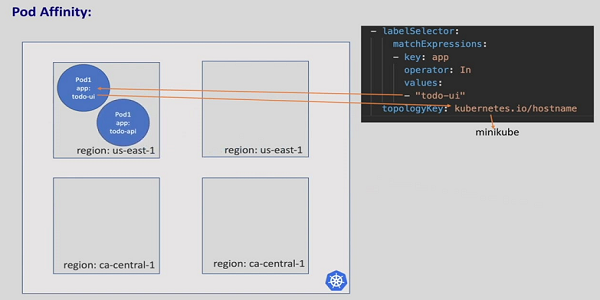 Pod Affinity:
Pod1
app:
todo-ui
Pod1
app:
todo-api
region: us-east-1
region: us-east-1
region: ca-central-1
region: ca-central-1
- labelSelector:
matchExpressions:
- key: app
operator: In
values:
- "todo-ui"
topologyKey: kubernetes.io/hostname
minikube